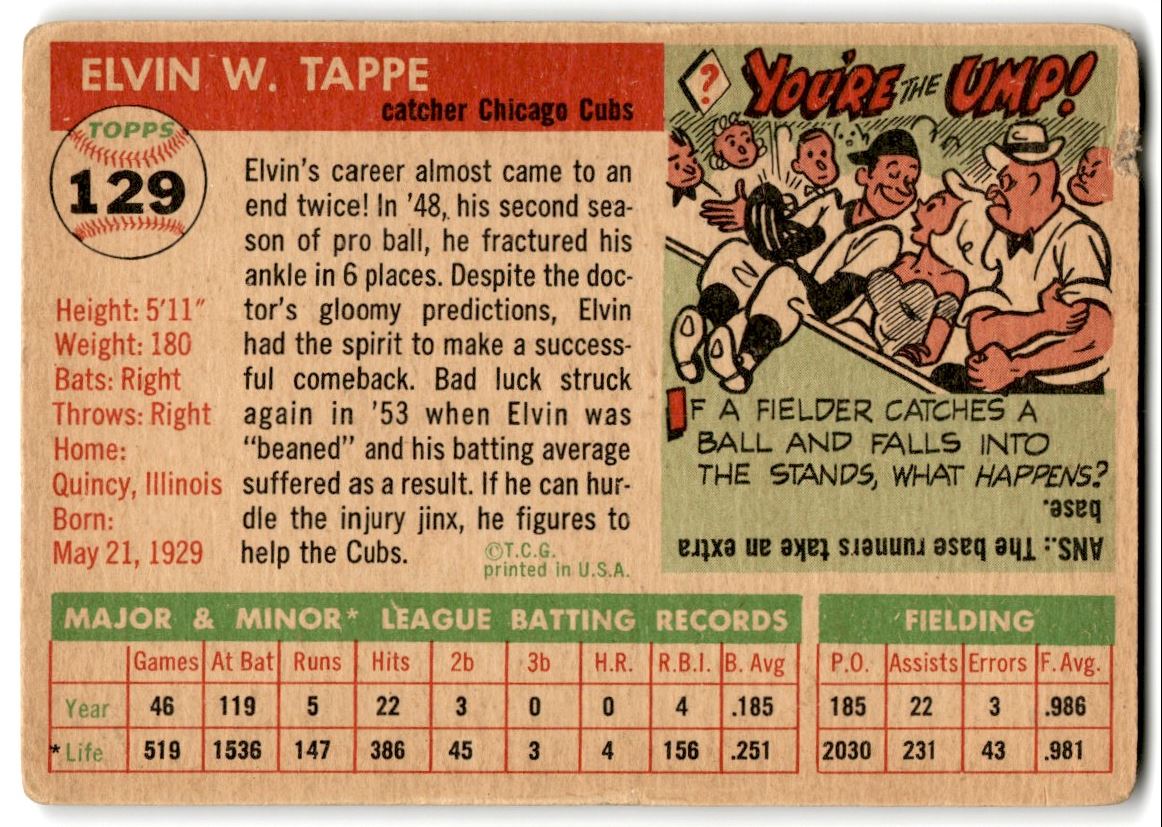 ELVIN W. TAPPE
catcher Chicago Cubs
TOPPS
129
Height: 5'11"
Weight: 180
Bats: Right
Throws: Right
Home:
Quincy, Illinois
Born:
May 21, 1929
Elvin's career almost came to an
end twice! In '48, his second sea-
son of pro ball, he fractured his
ankle in 6 places. Despite the doc-
tor's gloomy predictions, Elvin
had the spirit to make a success-
ful comeback. Bad luck struck
again in '53 when Elvin was
"beaned" and his batting average
suffered as a result. If he can hur-
dle the injury jinx, he figures to
help the Cubs.
©T.C.G.
printed in U.S.A.
?
YOU'RE THE UMP!
IF A FIELDER CATCHES A
BALL AND FALLS INTO
THE STANDS, WHAT HAPPENS?
ANS.: The base runners take an extra
base.
MAJOR & MINOR* LEAGUE BATTING RECORDS
Games At Bat Runs Hits 2b 3b H.R. R.B.I. B. Avg
Year 46 119 5 22 3 0 0 4 .185
*Life 519 1536 147 386 45 3 4 156 .251
FIELDING
P.O. Assists Errors F. Avg.
185 22 3 .986
2030 231 43 .981